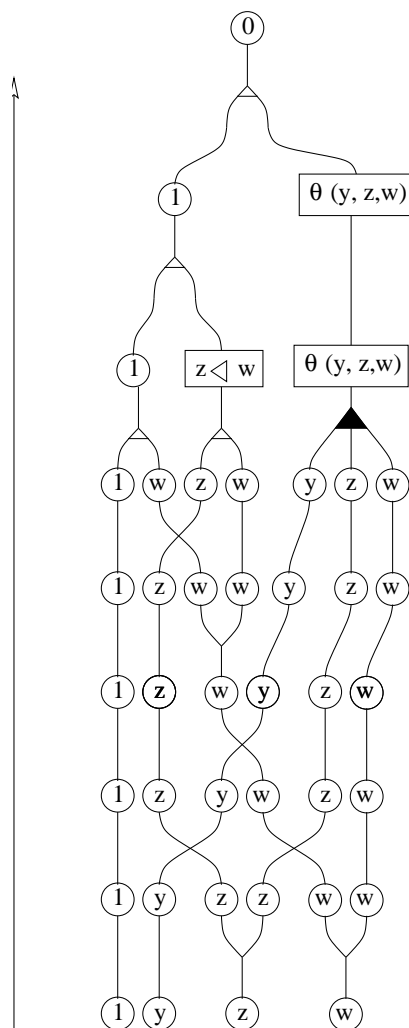 0
1 θ (y, z,w)
1 z ◁ w θ (y, z,w)
1 w z w y z w
1 z w w y z w
1 z w y z w
1 z y w z w
1 y z z w w
1 y z w